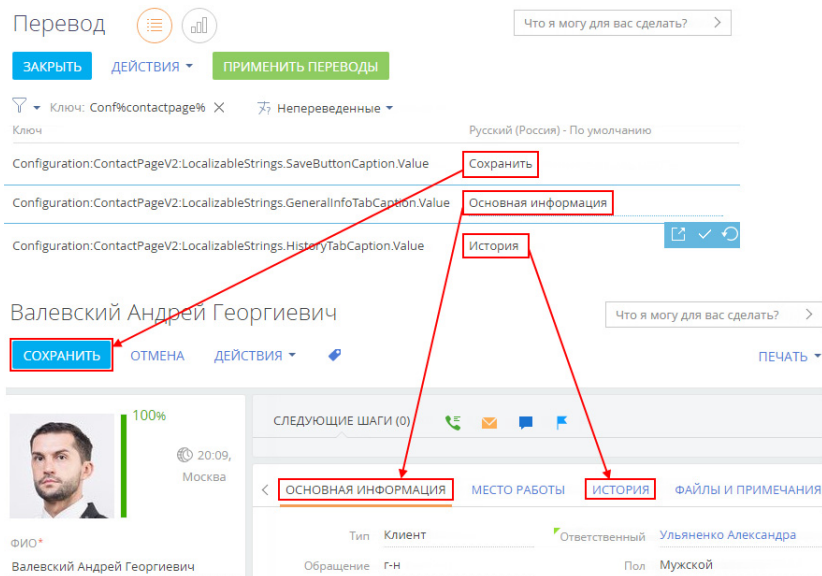 Перевод
Что я могу для вас сделать?
ЗАКРЫТЬ ДЕЙСТВИЯ ПРИМЕНИТЬ ПЕРЕВОДЫ
Ключ: Conf%contactpage% Непереведенные
Ключ Русский (Россия) - По умолчанию
Configuration:ContactPageV2:LocalizableStrings.SaveButtonCaption.Value Сохранить
Configuration:ContactPageV2:LocalizableStrings.GeneralInfoTabCaption.Value Основная информация
Configuration:ContactPageV2:LocalizableStrings.HistoryTabCaption.Value История
Валевский Андрей Георгиевич
Что я могу для вас сделать?
СОХРАНИТЬ ОТМЕНА ДЕЙСТВИЯ ПЕЧАТЬ
100%
СЛЕДУЮЩИЕ ШАГИ (0)
20:09,
Москва
ОСНОВНАЯ ИНФОРМАЦИЯ МЕСТО РАБОТЫ ИСТОРИЯ ФАЙЛЫ И ПРИМЕЧАНИЯ
Тип Клиент Ответственный Ульяненко Александра
ФИО*
Валевский Андрей Георгиевич
Обращение г-н Пол Мужской